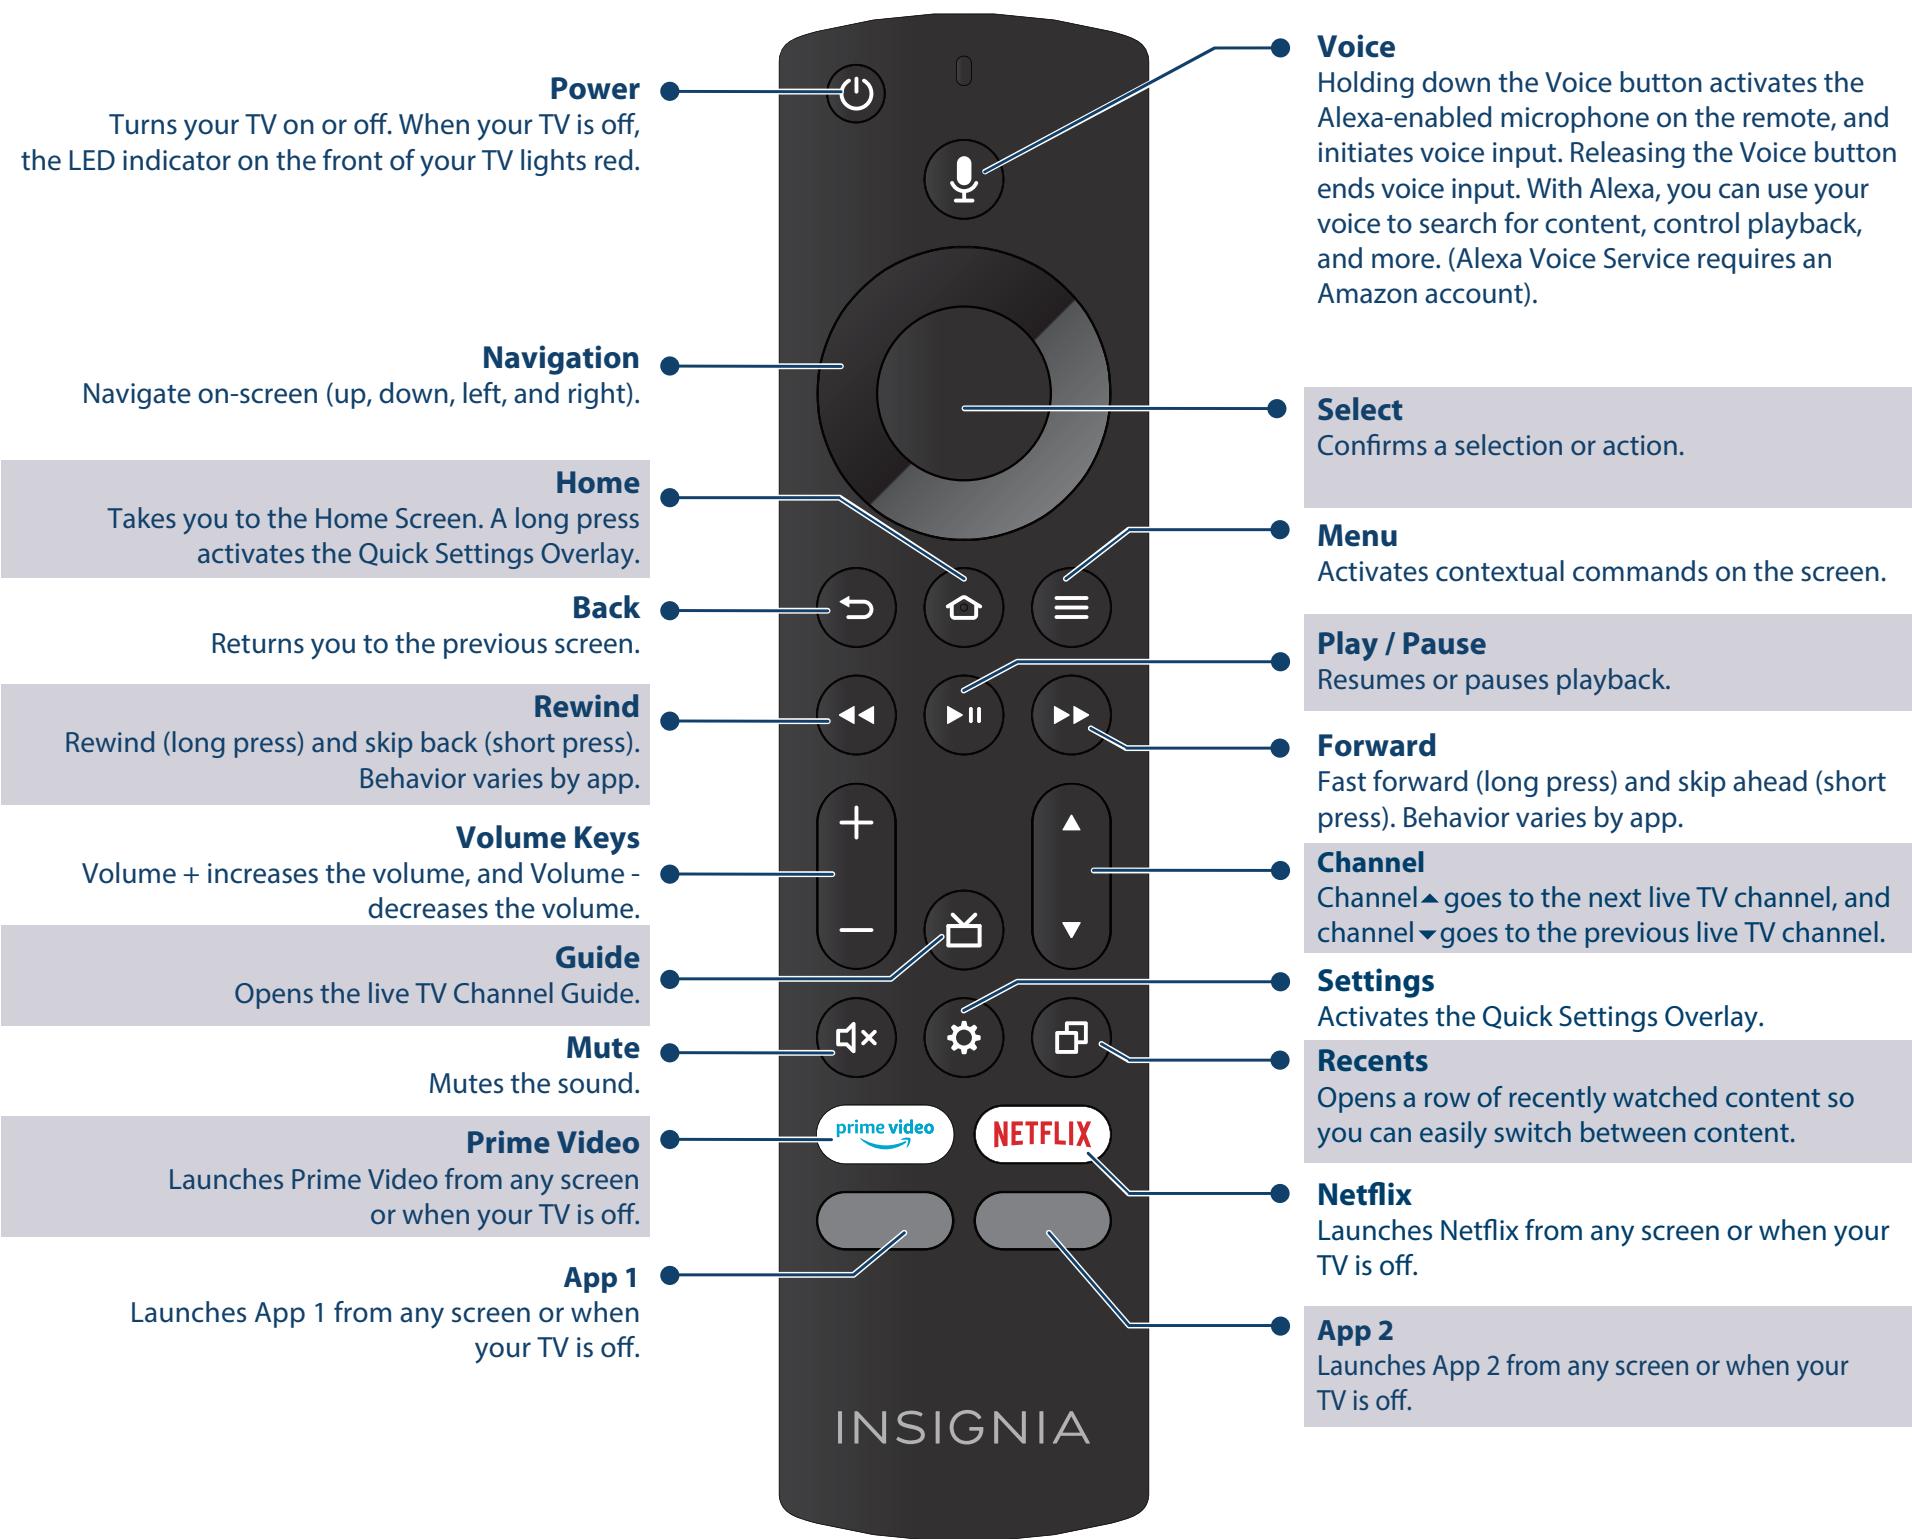 Power
Turns your TV on or off. When your TV is off,
the LED indicator on the front of your TV lights red.
Navigation
Navigate on-screen (up, down, left, and right).
Home
Takes you to the Home Screen. A long press
activates the Quick Settings Overlay.
Back
Returns you to the previous screen.
Rewind
Rewind (long press) and skip back (short press).
Behavior varies by app.
Volume Keys
Volume + increases the volume, and Volume -
decreases the volume.
Guide
Opens the live TV Channel Guide.
Mute
Mutes the sound.
Prime Video
Launches Prime Video from any screen
or when your TV is off.
App 1
Launches App 1 from any screen or when
your TV is off.
prime video
NETFLIX
INSIGNIA
Voice
Holding down the Voice button activates the
Alexa-enabled microphone on the remote, and
initiates voice input. Releasing the Voice button
ends voice input. With Alexa, you can use your
voice to search for content, control playback,
and more. (Alexa Voice Service requires an
Amazon account).
Select
Confirms a selection or action.
Menu
Activates contextual commands on the screen.
Play / Pause
Resumes or pauses playback.
Forward
Fast forward (long press) and skip ahead (short
press). Behavior varies by app.
Channel
Channel▲ goes to the next live TV channel, and
channel▼goes to the previous live TV channel.
Settings
Activates the Quick Settings Overlay.
Recents
Opens a row of recently watched content so
you can easily switch between content.
Netflix
Launches Netflix from any screen or when your
TV is off.
App 2
Launches App 2 from any screen or when your
TV is off.